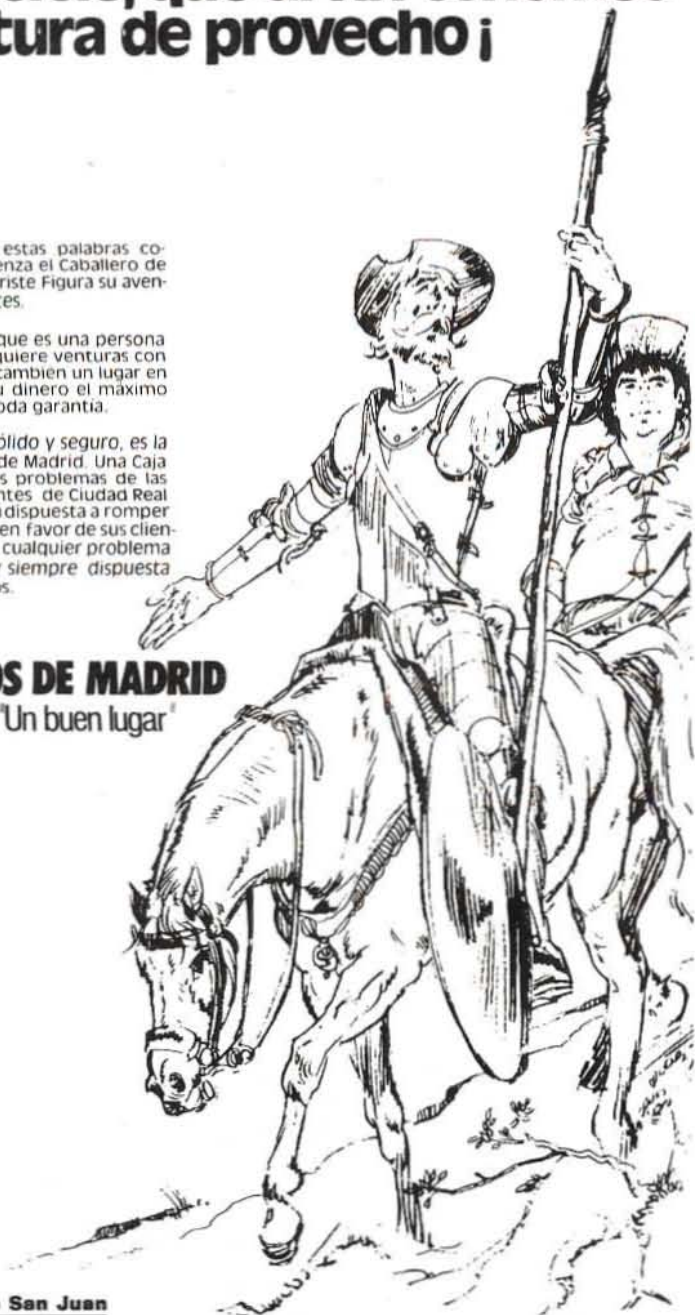 tura de provecho¡
estas palabras co-
enza el Caballero de
riste Figura su aven-
es.
que es una persona
quiere venturas con
también un lugar en
u dinero el máximo
oda garantía.
ólido y seguro, es la
de Madrid. Una Caja
s problemas de las
ntes de Ciudad Real
dispuesta a romper
en favor de sus clien-
cualquier problema
siempre dispuesta
s.
OS DE MADRID
"Un buen lugar"
San Juan